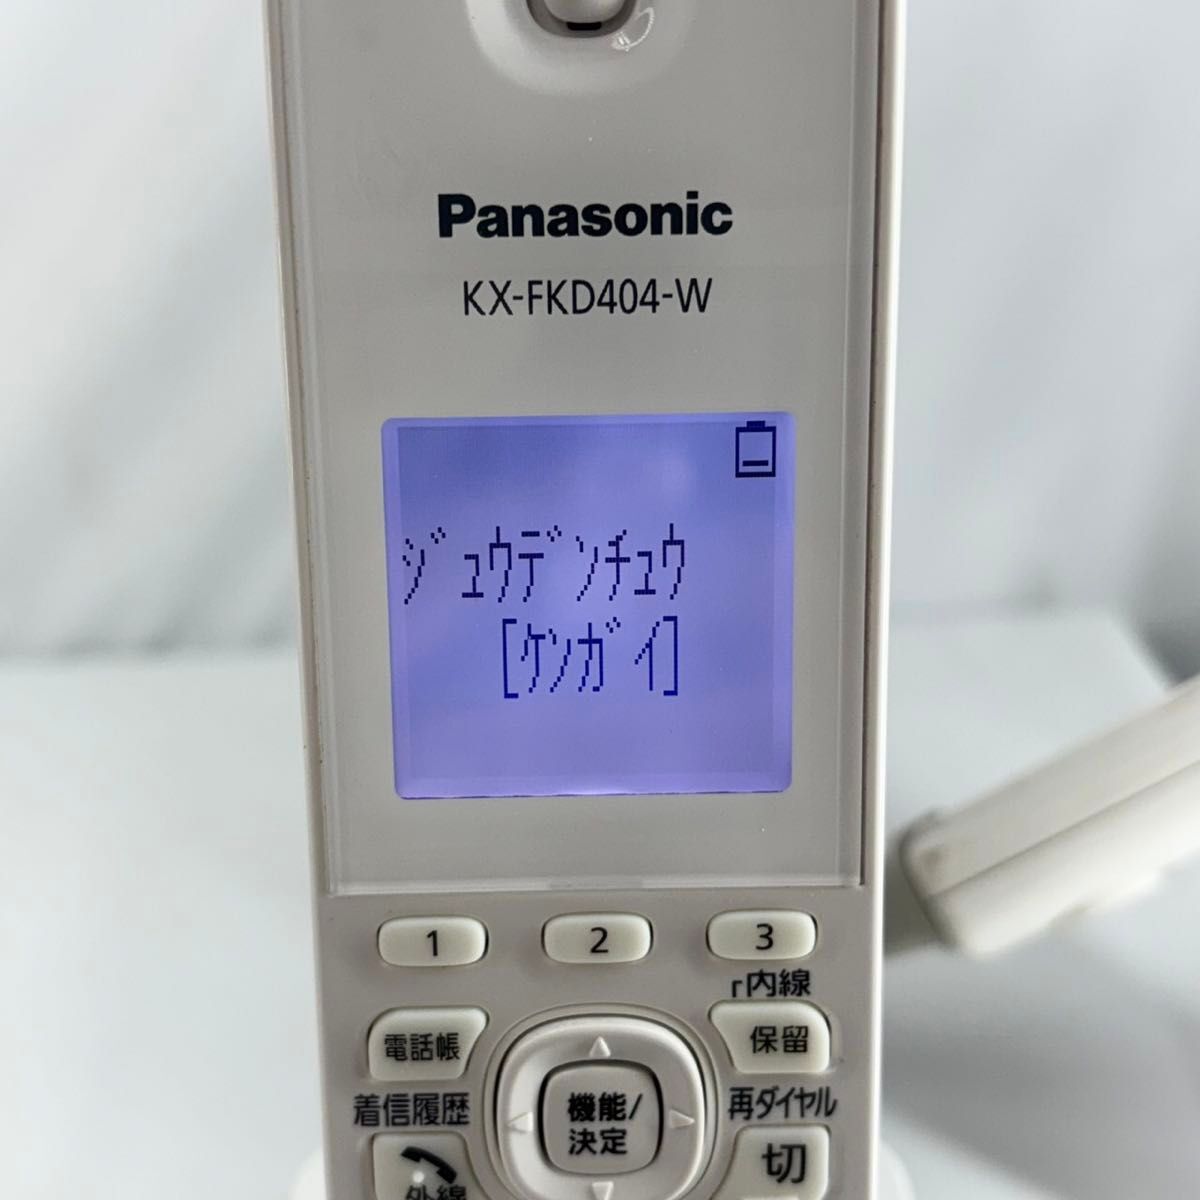 Panasonic
KX-FKD404-W
ジュウデンチュウ
[ケンガイ]
1
2
3
内線
電話帳
保留
着信履歴
機能/
決定
再ダイヤル
外線
切